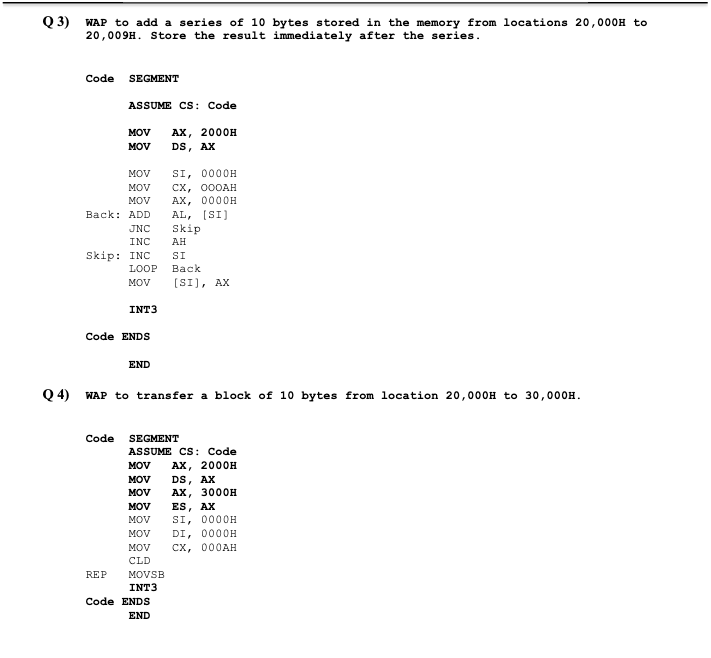 Q 3) WAP to add a series of 10 bytes stored in the memory from locations 20,000H to
20,009H. Store the result immediately after the series.
Code SEGMENT
ASSUME CS: Code
MOV AX, 2000H
MOV DS, AX
MOV SI, 0000H
MOV CX, OOOAH
MOV AX, 0000H
Back: ADD AL, [SI]
JNC Skip
INC AH
Skip: INC SI
LOOP Back
MOV [SI], AX
INT3
Code ENDS
END
Q 4) WAP to transfer a block of 10 bytes from location 20,000H to 30,000H.
Code SEGMENT
ASSUME CS: Code
MOV AX, 2000H
MOV DS, AX
MOV AX, 3000H
MOV ES, AX
MOV SI, 0000H
MOV DI, 0000H
MOV CX, 000AH
CLD
REP MOVSB
INT3
Code ENDS
END